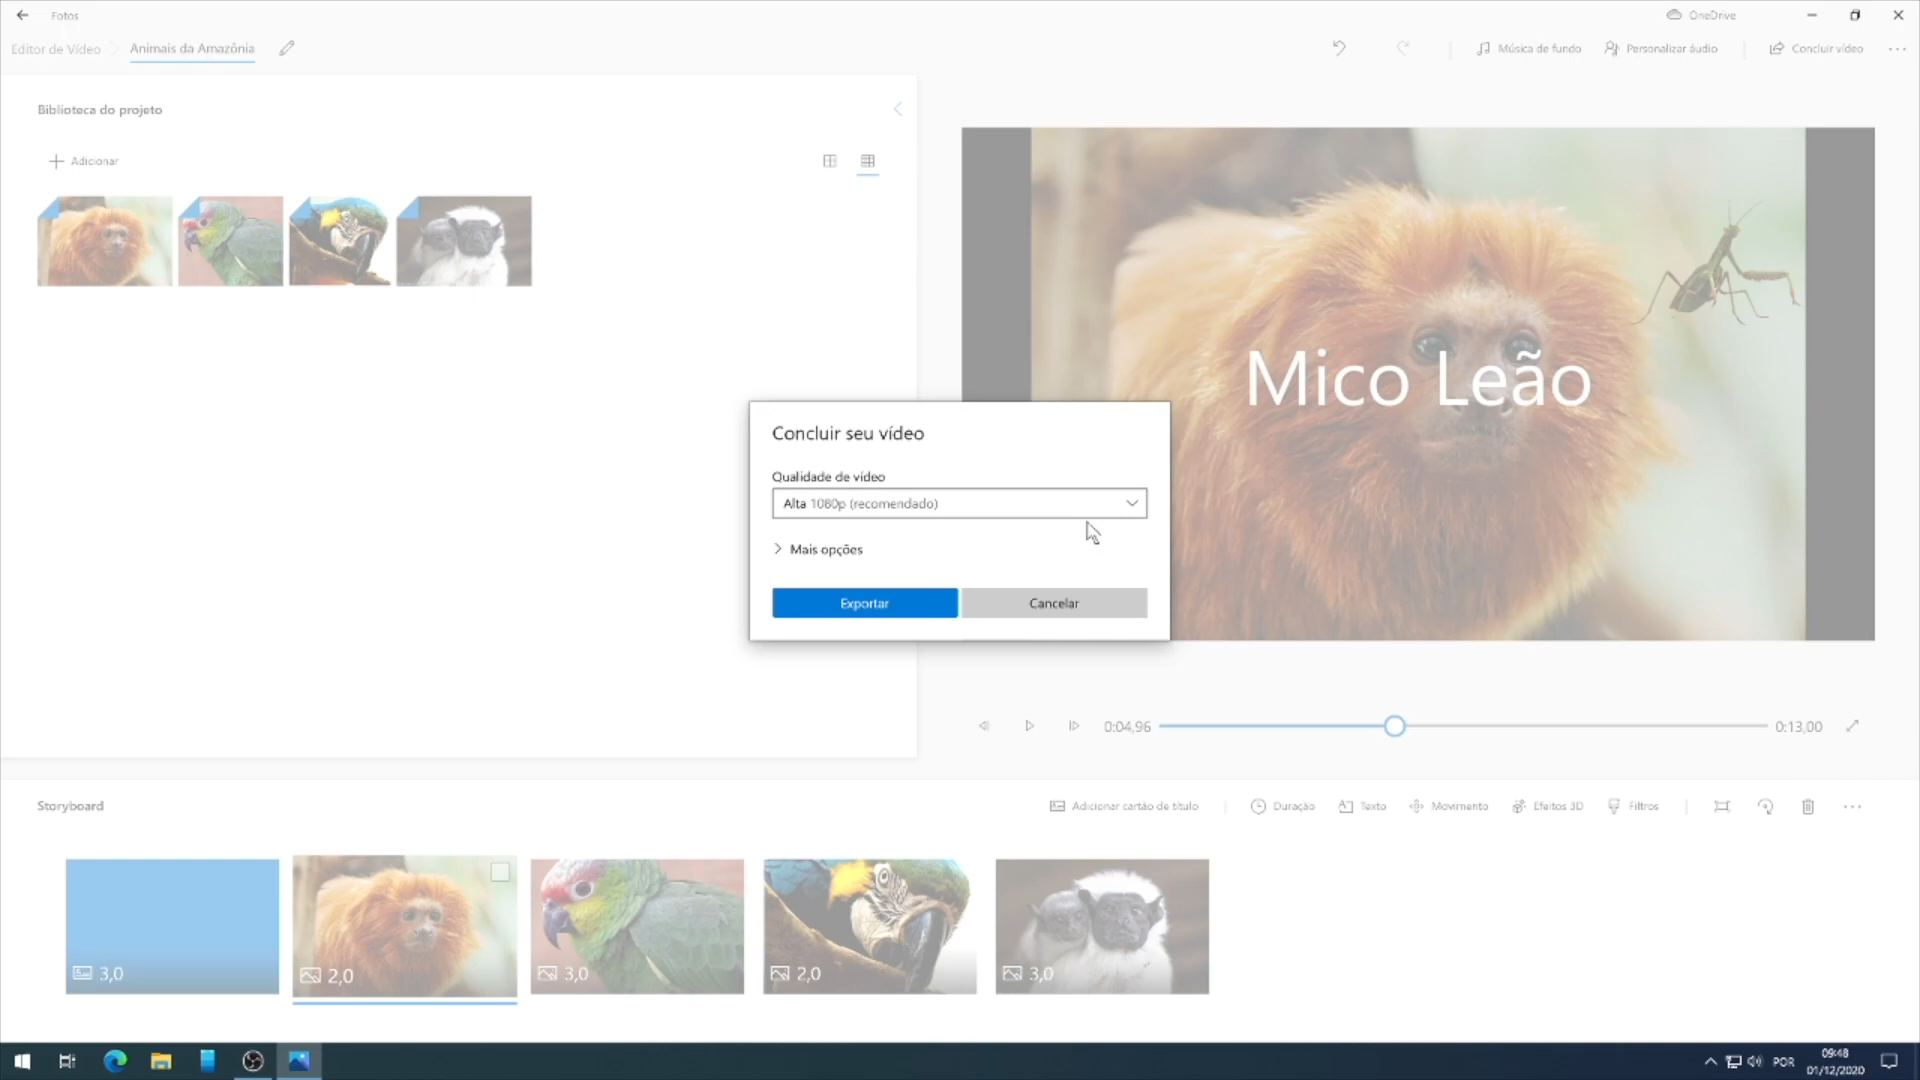 Fotos
OneDrive
Editor de Vídeo
Animais da Amazônia
Música de fundo
Personalizar áudio
Concluir vídeo
Biblioteca do projeto
Adicionar
Mico Leão
Concluir seu vídeo
Qualidade de vídeo
Alta 1080p (recomendado)
Mais opções
Exportar
Cancelar
0:04,96
0:13,00
Storyboard
Adicionar cartão de título
Duração
Texto
Movimento
Efeitos 3D
Filtros
3,0
2,0
3,0
2,0
3,0
POR
09:48
01/12/2020